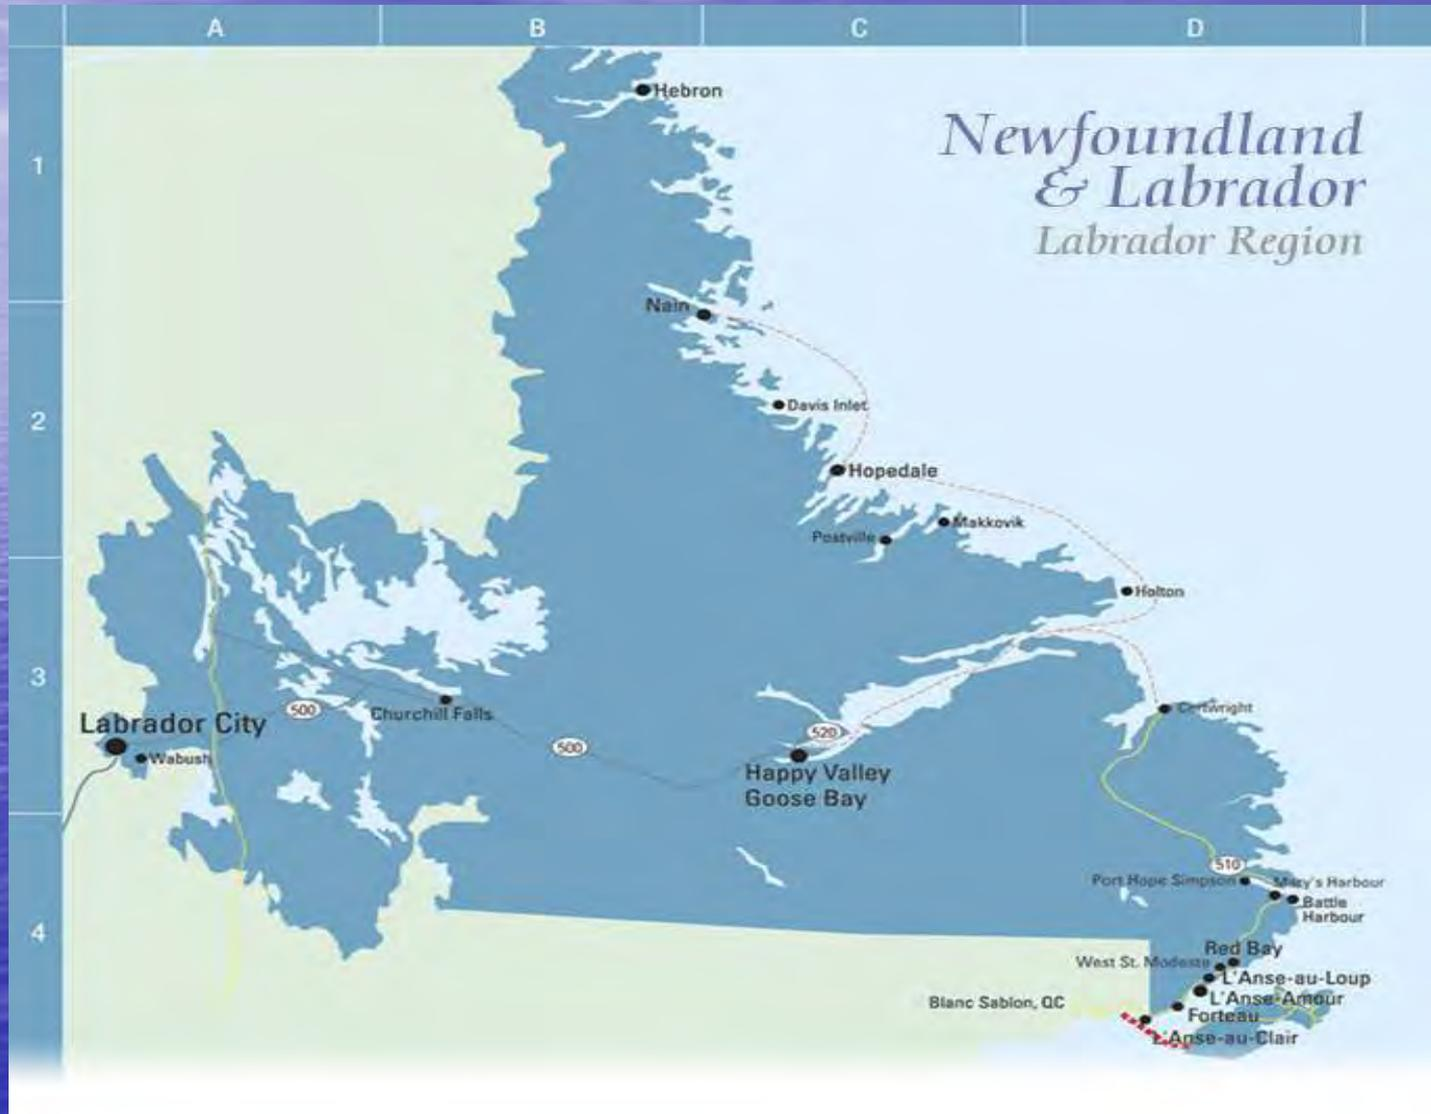 A B C D
Hebron
Newfoundland
& Labrador
Labrador Region
1
Nain
Davis Inlet
2
Hopedale
Makkovik
Postville
Holton
3
500
Churchill Falls
Cartwright
Labrador City
520
500
Wabush
Happy Valley
Goose Bay
510
Port Hope Simpson
Mary's Harbour
Battle
Harbour
4
Red Bay
West St. Modeste
L'Anse-au-Loup
L'Anse-Amour
Blanc Sablon, QC
Forteau
L'Anse-au-Clair